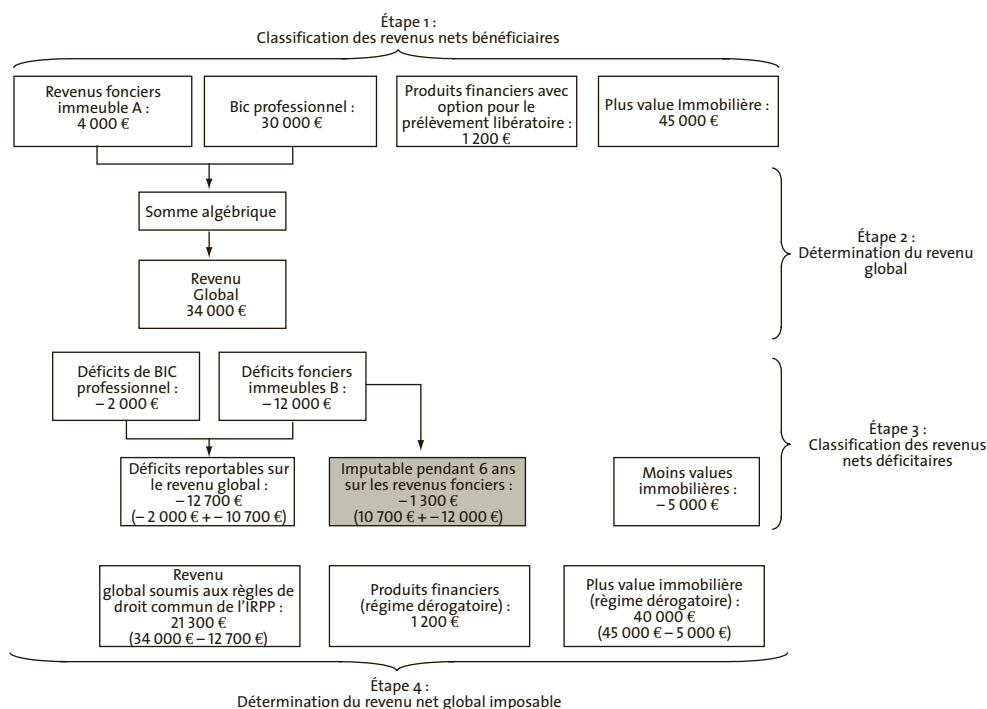 Étape 1 :
Classification des revenus nets bénéficiaires
Revenus fonciers
immeuble A :
4 000 €
Bic professionnel :
30 000 €
Produits financiers avec
option pour le
prélèvement libératoire :
1 200 €
Plus value Immobilière :
45 000 €
Somme algébrique
Revenu
Global
34 000 €
Étape 2 :
Détermination du revenu
global
Déficits de BIC
professionnel :
– 2 000 €
Déficits fonciers
immeubles B :
– 12 000 €
Déficits reportables sur
le revenu global :
– 12 700 €
(– 2 000 € + – 10 700 €)
Imputable pendant 6 ans
sur les revenus fonciers :
– 1 300 €
(10 700 € + – 12 000 €)
Moins values
immobilières :
– 5 000 €
Étape 3 :
Classification des revenus
nets déficitaires
Revenu
global soumis aux règles de
droit commun de l’IRPP :
21 300 €
(34 000 € – 12 700 €)
Produits financiers
(régime dérogatoire) :
1 200 €
Plus value immobilière
(règime dérogatoire) :
40 000 €
(45 000 € – 5 000 €)
Étape 4 :
Détermination du revenu net global imposable